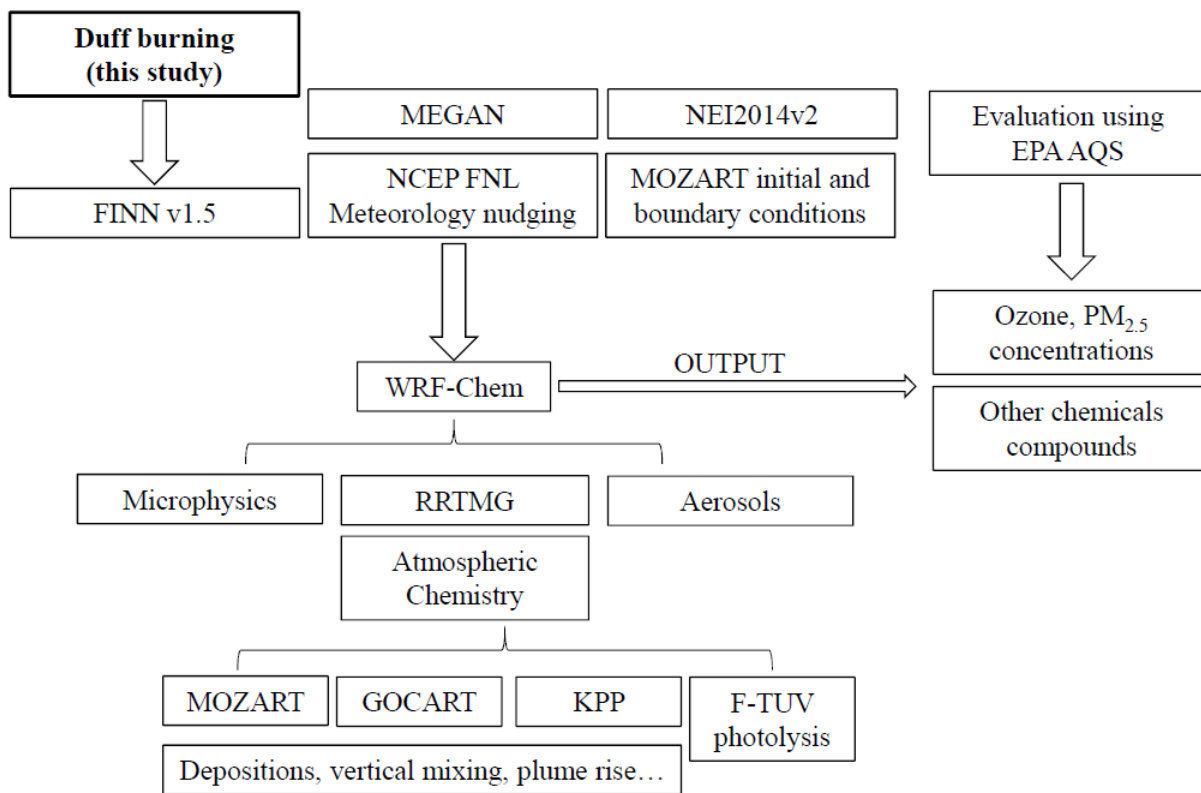 Duff burning
(this study)
MEGAN
NEI2014v2
Evaluation using
EPA AQS
FINN v1.5
NCEP FNL
Meteorology nudging
MOZART initial and
boundary conditions
Ozone, PM2.5
concentrations
WRF-Chem
OUTPUT
Other chemicals
compounds
Microphysics
RRTMG
Aerosols
Atmospheric
Chemistry
MOZART
GOCART
KPP
F-TUV
photolysis
Depositions, vertical mixing, plume rise…